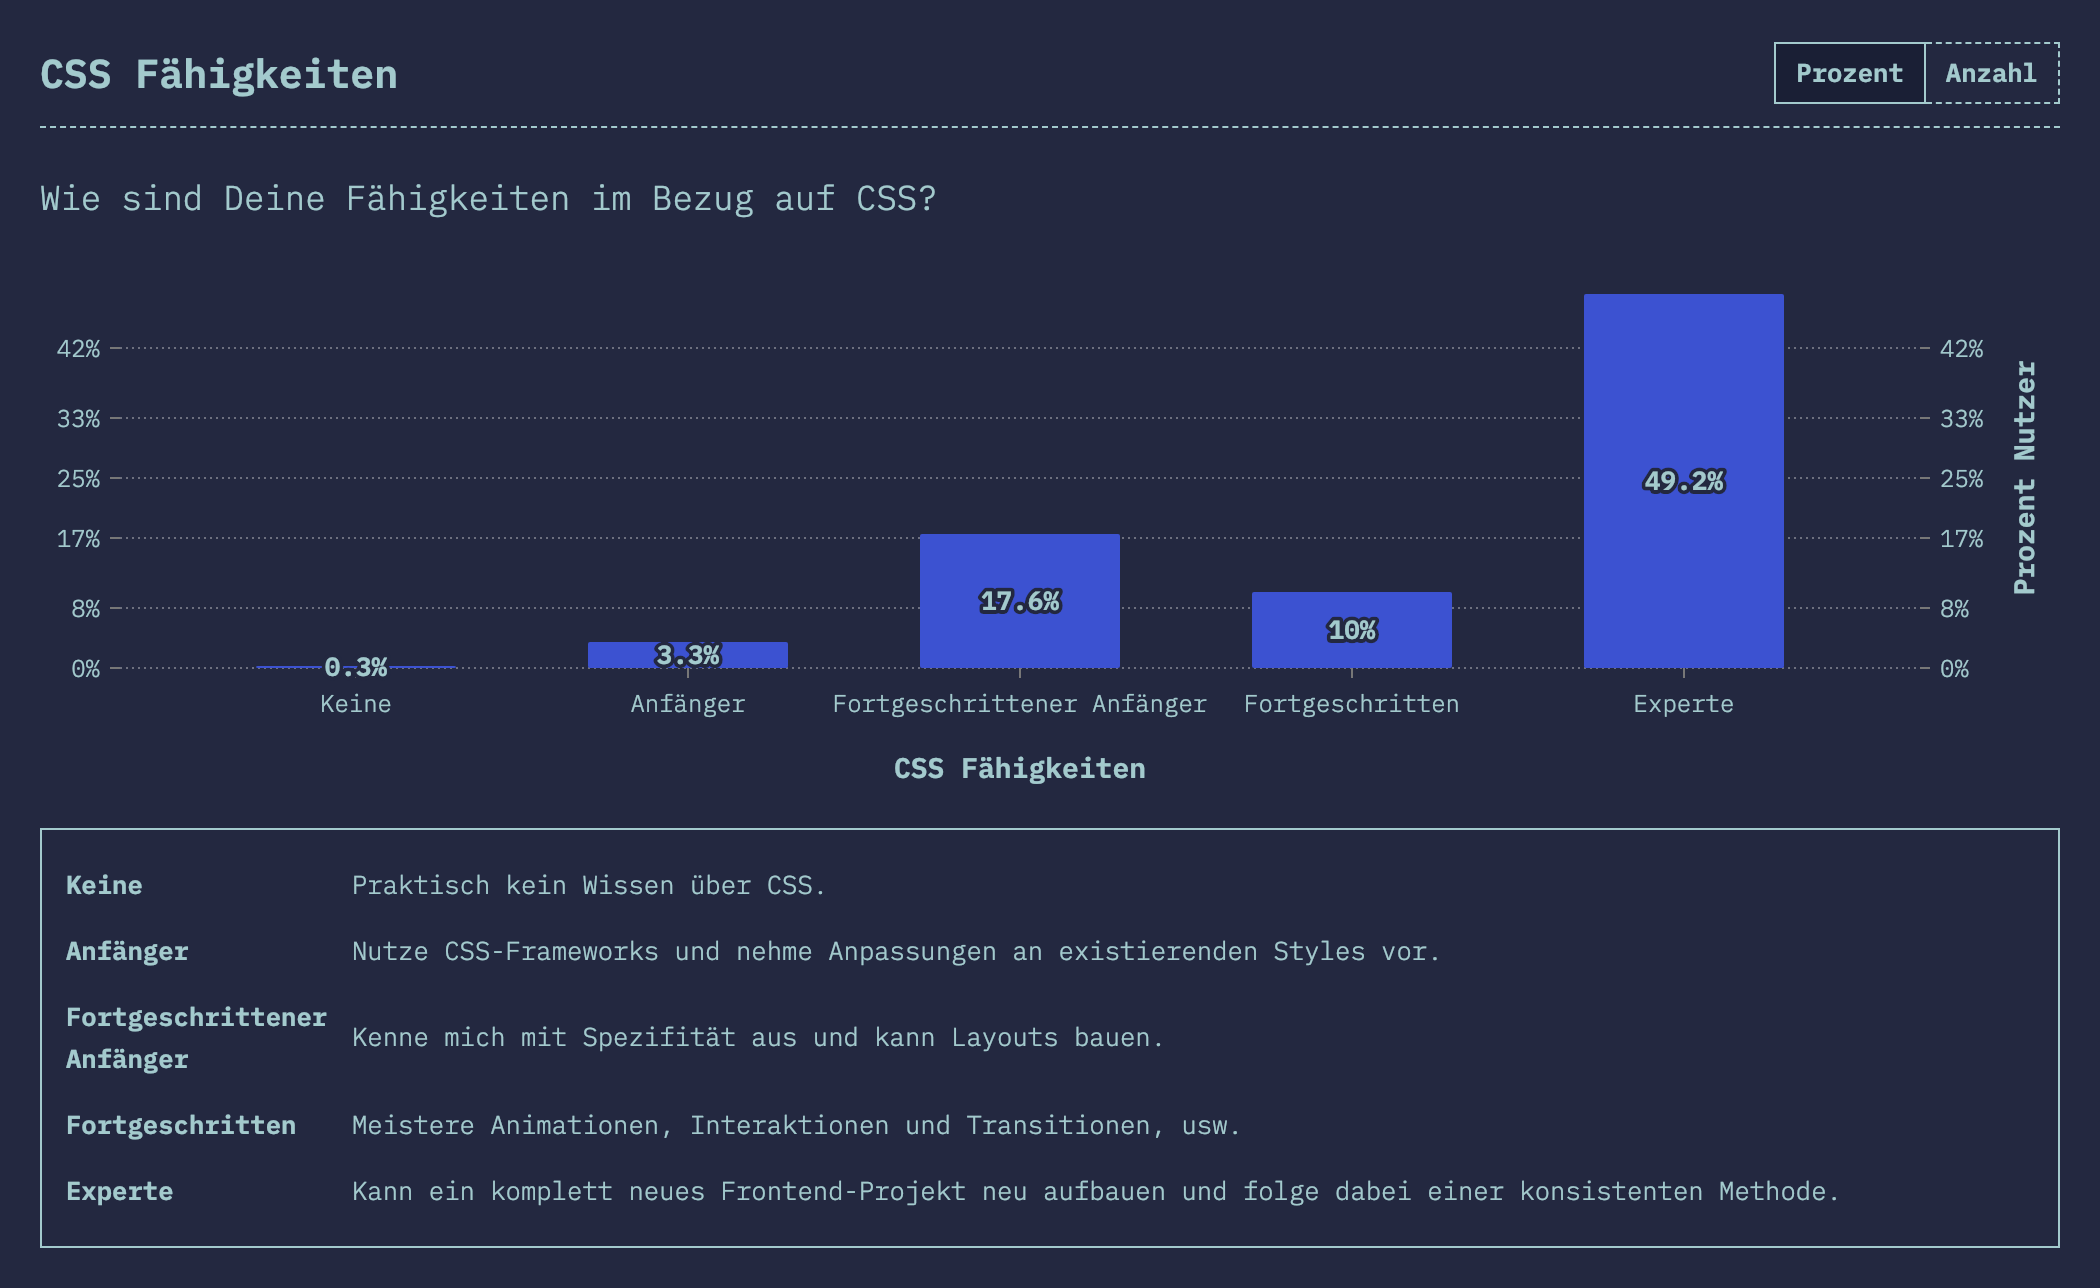 CSS Fähigkeiten
Prozent
Anzahl
Wie sind Deine Fähigkeiten im Bezug auf CSS?
42%
33%
25%
17%
8%
0%
0.3%
3.3%
17.6%
10%
49.2%
42%
33%
25%
17%
8%
0%
Prozent Nutzer
Keine
Anfänger
Fortgeschrittener Anfänger
Fortgeschritten
Experte
CSS Fähigkeiten
Keine Praktisch kein Wissen über CSS.
Anfänger Nutze CSS-Frameworks und nehme Anpassungen an existierenden Styles vor.
Fortgeschrittener
Anfänger
Kenne mich mit Spezifität aus und kann Layouts bauen.
Fortgeschritten Meistere Animationen, Interaktionen und Transitionen, usw.
Experte Kann ein komplett neues Frontend-Projekt neu aufbauen und folge dabei einer konsistenten Methode.